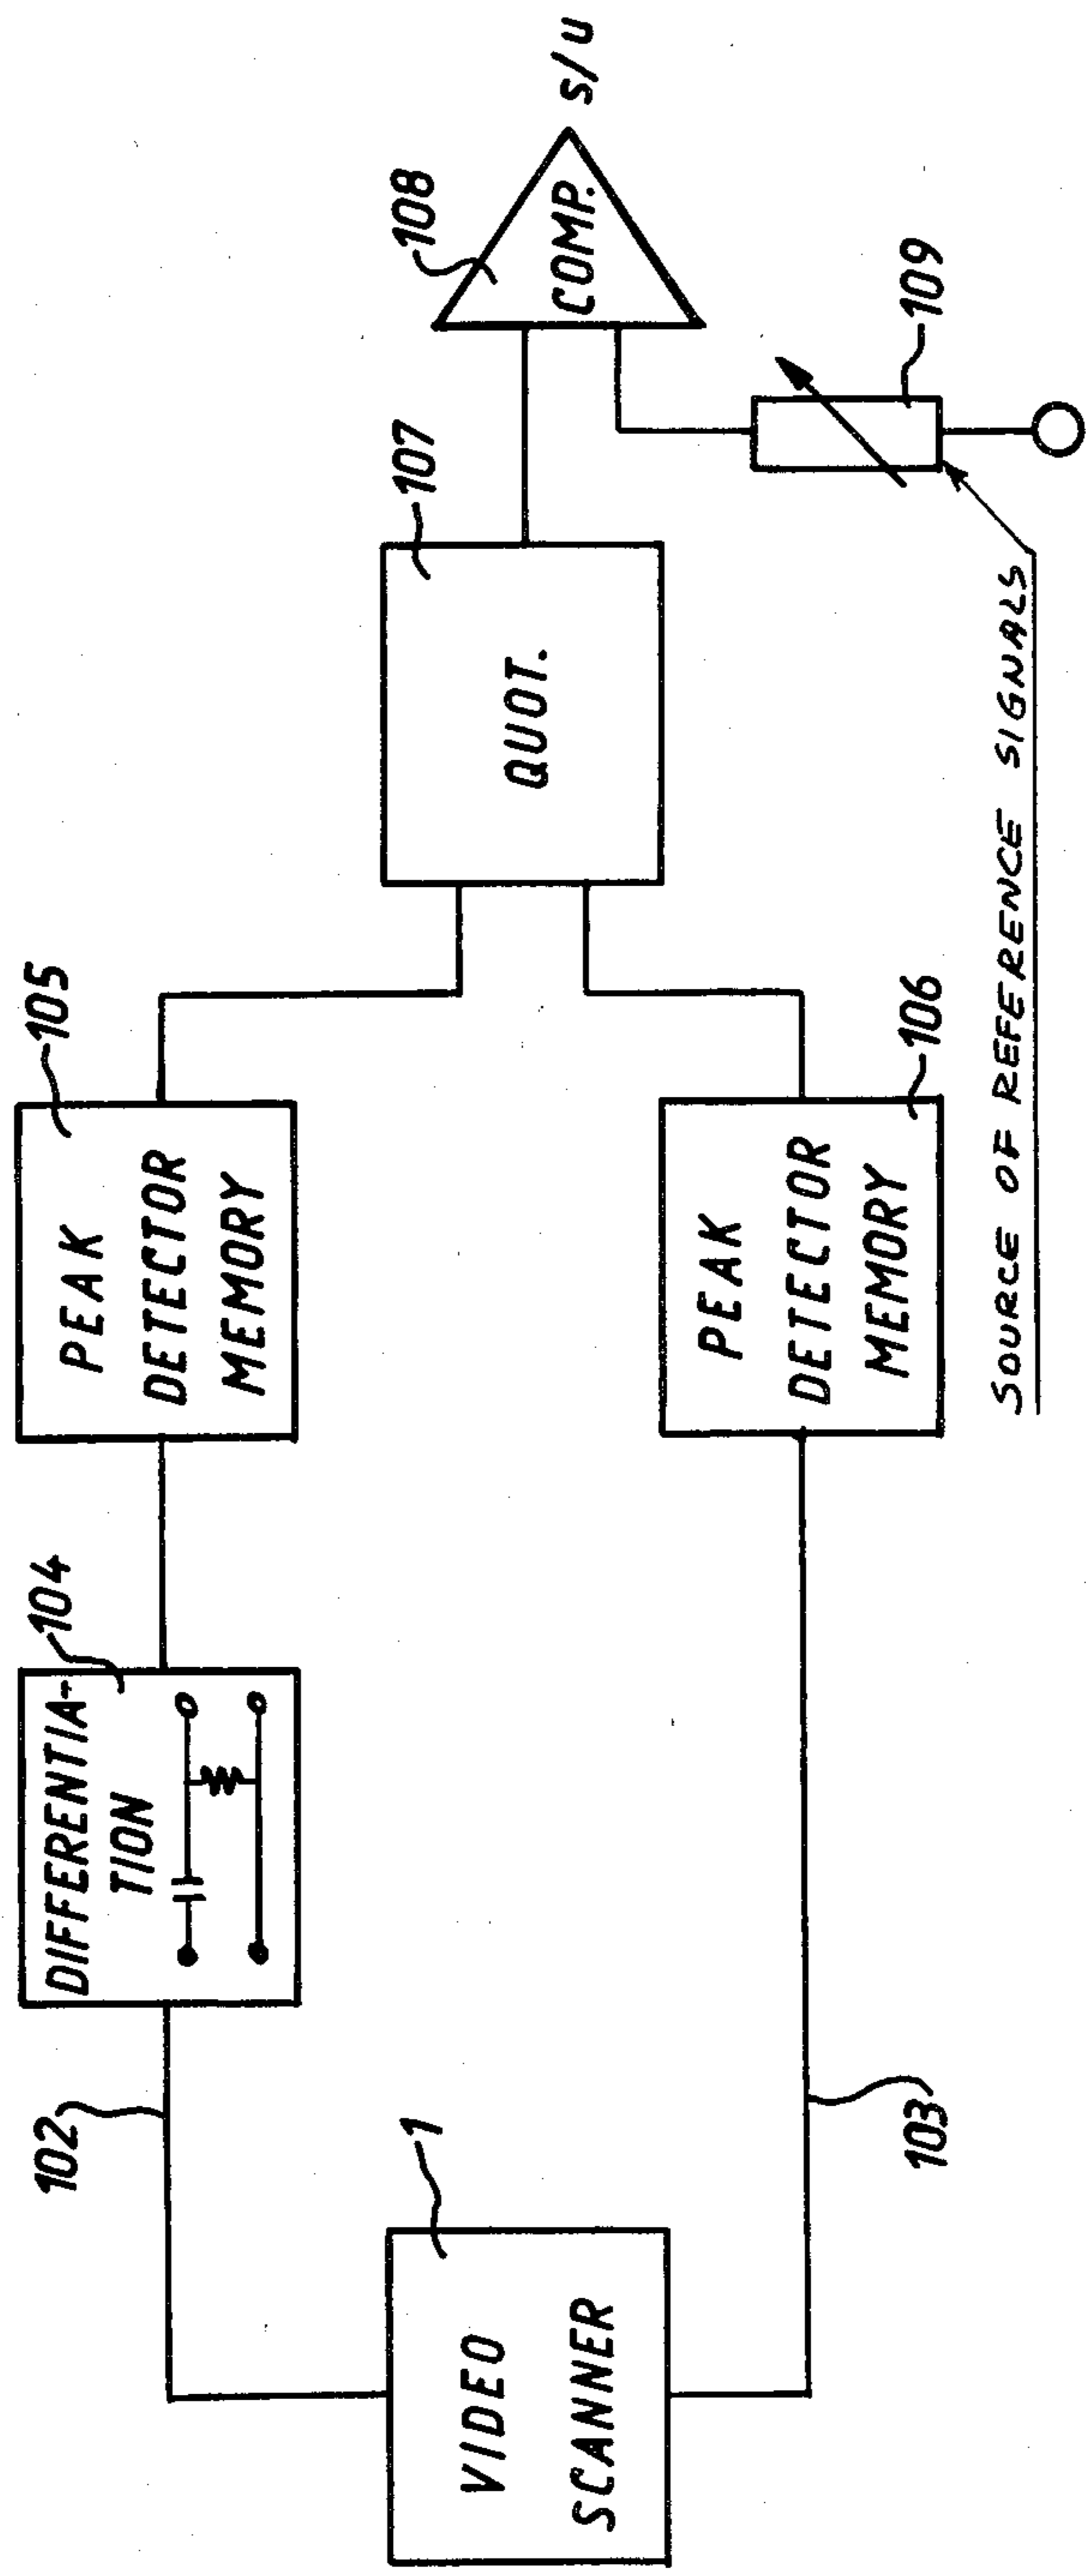 102
DIFFERENTIA-
TION
104
PEAK
DETECTOR
MEMORY
105
VIDEO
SCANNER
1
QUOT.
107
COMP.
108
s/u
103
PEAK
DETECTOR
MEMORY
106
109
SOURCE OF REFERENCE SIGNALS